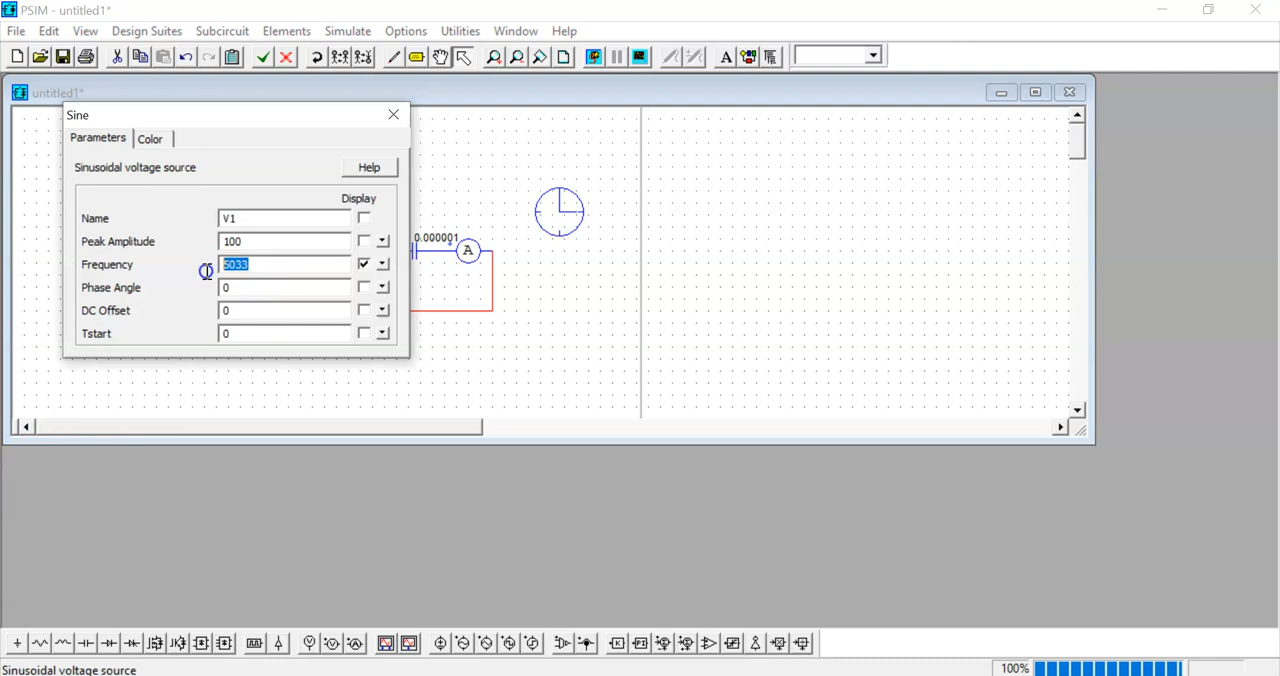 PSIM - untitled1*
File Edit View Design Suites Subcircuit Elements Simulate Options Utilities Window Help
untitled1*
Sine
Parameters Color
Sinusoidal voltage source Help
Display
Name V1
Peak Amplitude 100
Frequency 5033
Phase Angle 0
DC Offset 0
Tstart 0
0.000001
A
Sinusoidal voltage source 100%